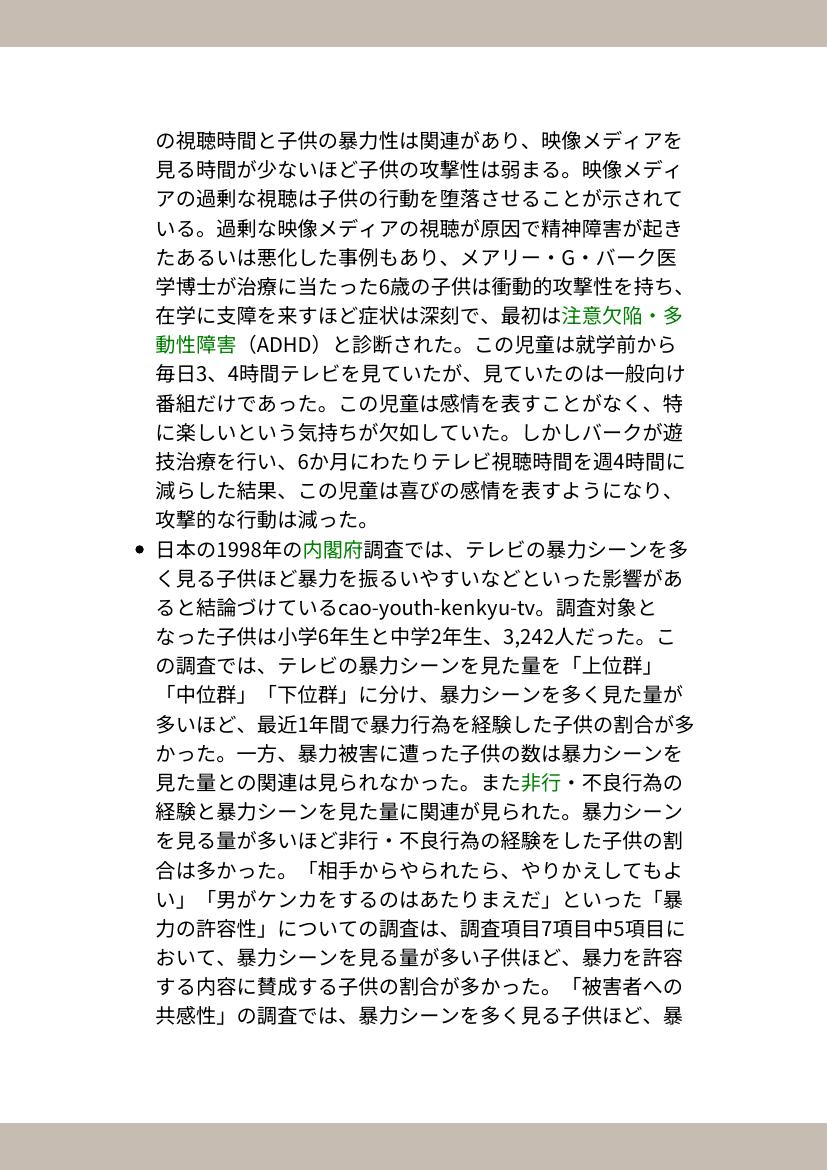 の視聴時間と子供の暴力性は関連があり、映像メディアを
見る時間が少ないほど子供の攻撃性は弱まる。映像メディ
アの過剰な視聴は子供の行動を堕落させることが示されて
いる。過剰な映像メディアの視聴が原因で精神障害が起き
たあるいは悪化した事例もあり、メアリー・G・バーク医
学博士が治療に当たった6歳の子供は衝動的攻撃性を持ち、
在学に支障を来すほど症状は深刻で、最初は注意欠陥・多
動性障害（ADHD）と診断された。この児童は就学前から
毎日3、4時間テレビを見ていたが、見ていたのは一般向け
番組だけであった。この児童は感情を表すことがなく、特
に楽しいという気持ちが欠如していた。しかしバークが遊
技治療を行い、6か月にわたりテレビ視聴時間を週4時間に
減らした結果、この児童は喜びの感情を表すようになり、
攻撃的な行動は減った。
• 日本の1998年の内閣府調査では、テレビの暴力シーンを多
く見る子供ほど暴力を振るいやすいなどといった影響があ
ると結論づけているcao-youth-kenkyu-tv。調査対象と
なった子供は小学6年生と中学2年生、3,242人だった。こ
の調査では、テレビの暴力シーンを見た量を「上位群」
「中位群」「下位群」に分け、暴力シーンを多く見た量が
多いほど、最近1年間で暴力行為を経験した子供の割合が多
かった。一方、暴力被害に遭った子供の数は暴力シーンを
見た量との関連は見られなかった。また非行・不良行為の
経験と暴力シーンを見た量に関連が見られた。暴力シーン
を見る量が多いほど非行・不良行為の経験をした子供の割
合は多かった。「相手からやられたら、やりかえしてもよ
い」「男がケンカをするのはあたりまえだ」といった「暴
力の許容性」についての調査は、調査項目7項目中5項目に
おいて、暴力シーンを見る量が多い子供ほど、暴力を許容
する内容に賛成する子供の割合が多かった。「被害者への
共感性」の調査では、暴力シーンを多く見る子供ほど、暴